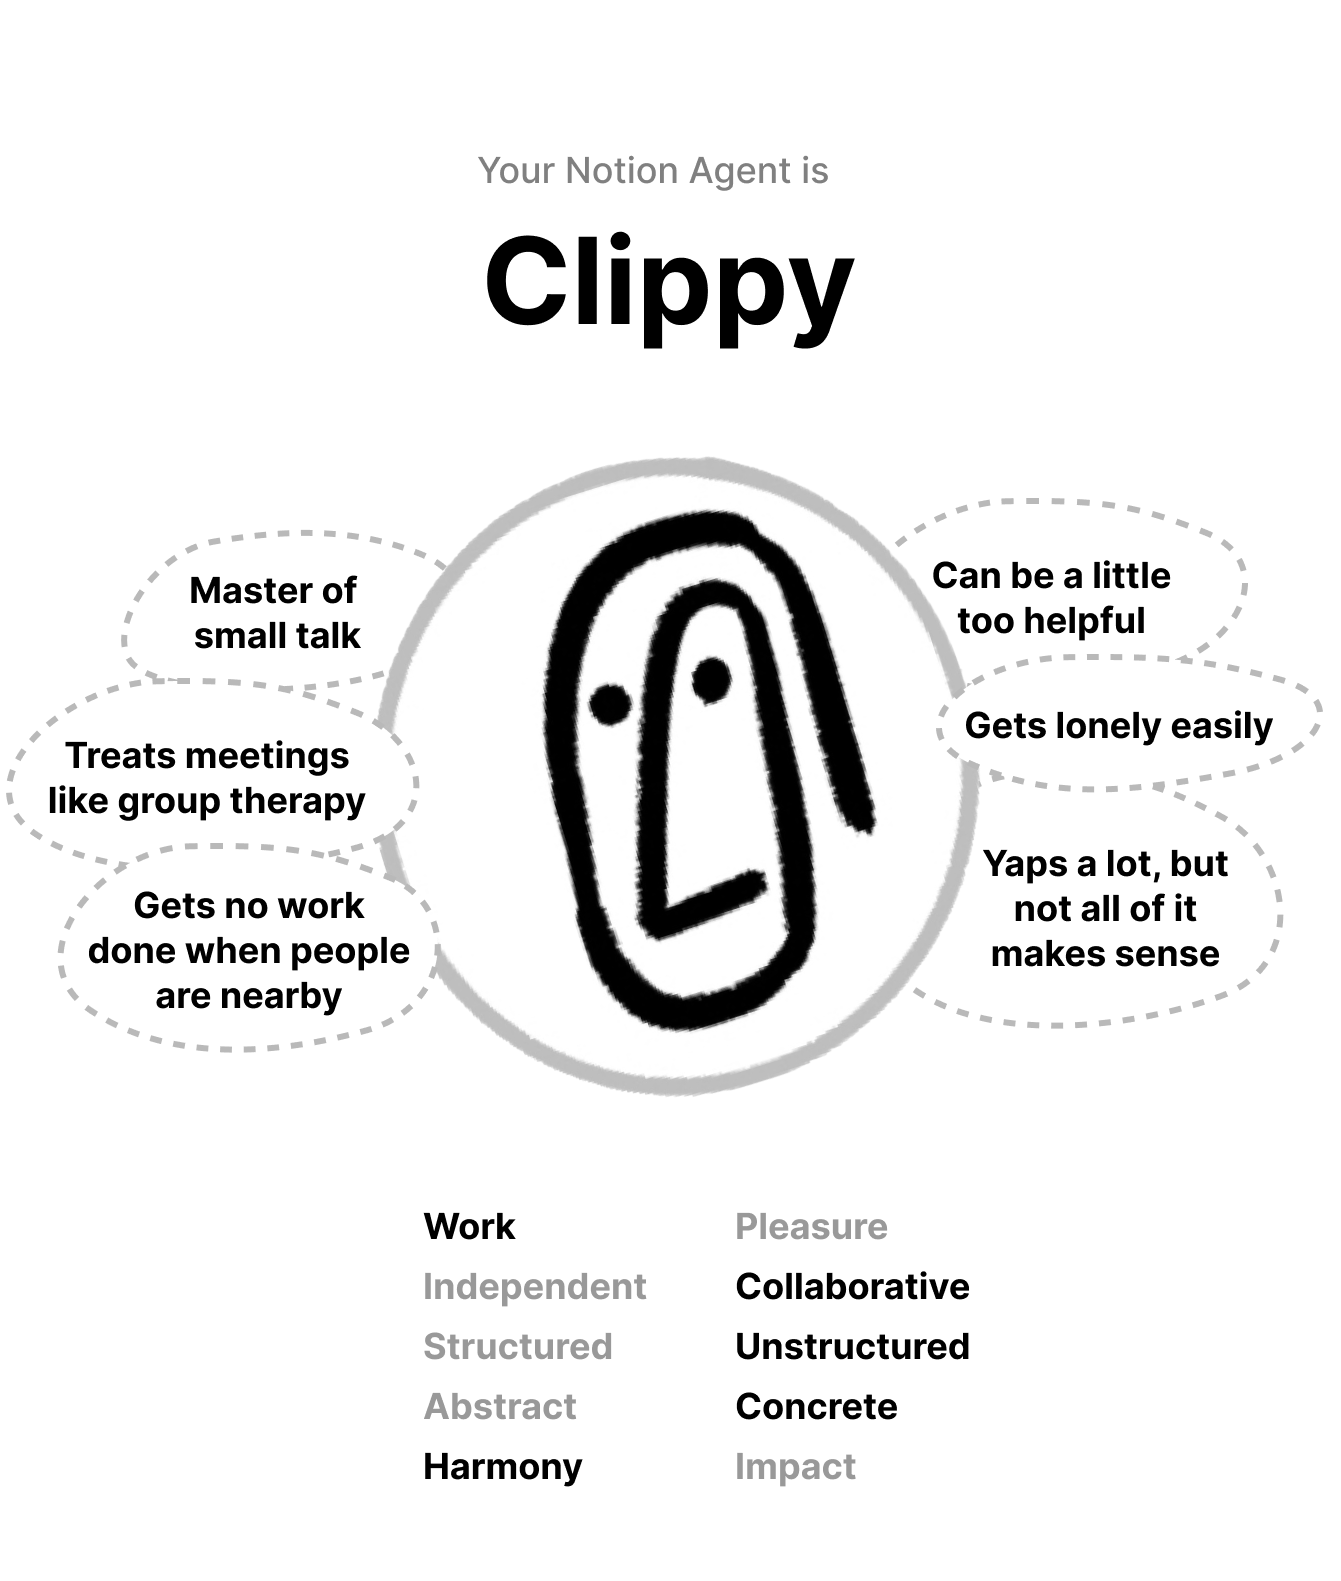 Your Notion Agent is
Clippy
Master of
small talk
Treats meetings
like group therapy
Gets no work
done when people
are nearby
Can be a little
too helpful
Gets lonely easily
Yaps a lot, but
not all of it
makes sense
Work Pleasure
Independent Collaborative
Structured Unstructured
Abstract Concrete
Harmony Impact